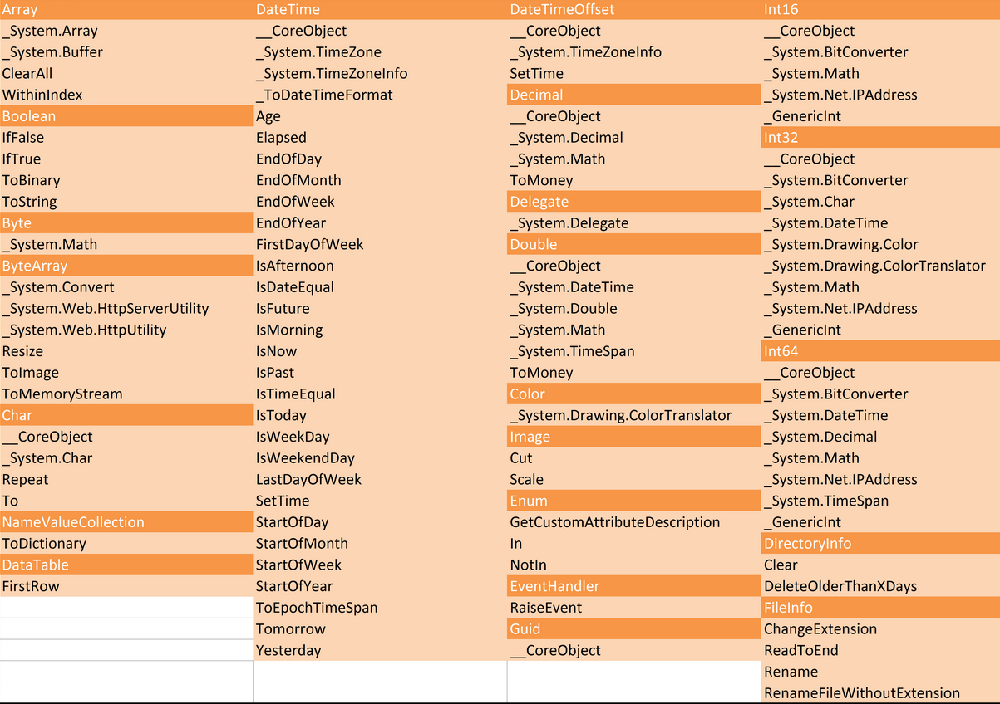 Array
_System.Array
_System.Buffer
ClearAll
WithinIndex
Boolean
IfFalse
IfTrue
ToBinary
ToString
Byte
_System.Math
ByteArray
_System.Convert
_System.Web.HttpServerUtility
_System.Web.HttpUtility
Resize
ToImage
ToMemoryStream
Char
__CoreObject
_System.Char
Repeat
To
NameValueCollection
ToDictionary
DataTable
FirstRow
DateTime
__CoreObject
_System.TimeZone
_System.TimeZoneInfo
_ToDateTimeFormat
Age
Elapsed
EndOfDay
EndOfMonth
EndOfWeek
EndOfYear
FirstDayOfWeek
IsAfternoon
IsDateEqual
IsFuture
IsMorning
IsNow
IsPast
IsTimeEqual
IsToday
IsWeekDay
IsWeekendDay
LastDayOfWeek
SetTime
StartOfDay
StartOfMonth
StartOfWeek
StartOfYear
ToEpochTimeSpan
Tomorrow
Yesterday
DateTimeOffset
__CoreObject
_System.TimeZoneInfo
SetTime
Decimal
__CoreObject
_System.Decimal
_System.Math
ToMoney
Delegate
_System.Delegate
Double
__CoreObject
_System.DateTime
_System.Double
_System.Math
_System.TimeSpan
ToMoney
Color
_System.Drawing.ColorTranslator
Image
Cut
Scale
Enum
GetCustomAttributeDescription
In
NotIn
EventHandler
RaiseEvent
Guid
__CoreObject
Int16
__CoreObject
_System.BitConverter
_System.Math
_System.Net.IPAddress
_GenericInt
Int32
__CoreObject
_System.BitConverter
_System.Char
_System.DateTime
_System.Drawing.Color
_System.Drawing.ColorTranslator
_System.Math
_System.Net.IPAddress
_GenericInt
Int64
__CoreObject
_System.BitConverter
_System.DateTime
_System.Decimal
_System.Math
_System.Net.IPAddress
_System.TimeSpan
_GenericInt
DirectoryInfo
Clear
DeleteOlderThanXDays
FileInfo
ChangeExtension
ReadToEnd
Rename
RenameFileWithoutExtension